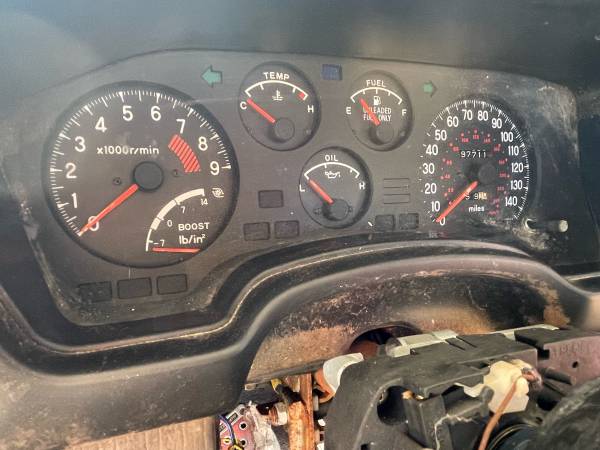 TEMP
C H
FUEL
E F
UNLEADED
FUEL ONLY
OIL
L H
0 1 2 3 4 5 6 7 8 9
x1000r/min
-7 0 7 14
BOOST
lb/in²
0 10 20 30 40 50 60 70 80 90 100 110 120 130 140
97711
miles